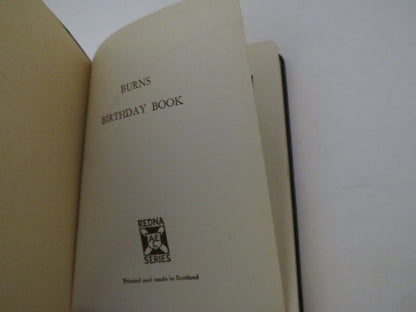 BURNS
BIRTHDAY BOOK
REDNA
SERIES
Printed and made in Scotland